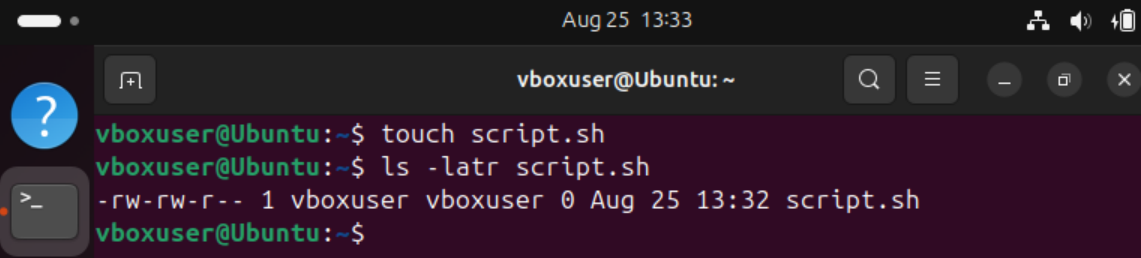 Aug 25 13:33
vboxuser@Ubuntu: ~
vboxuser@Ubuntu:~$ touch script.sh
vboxuser@Ubuntu:~$ ls -latr script.sh
-rw-rw-r-- 1 vboxuser vboxuser 0 Aug 25 13:32 script.sh
vboxuser@Ubuntu:~$